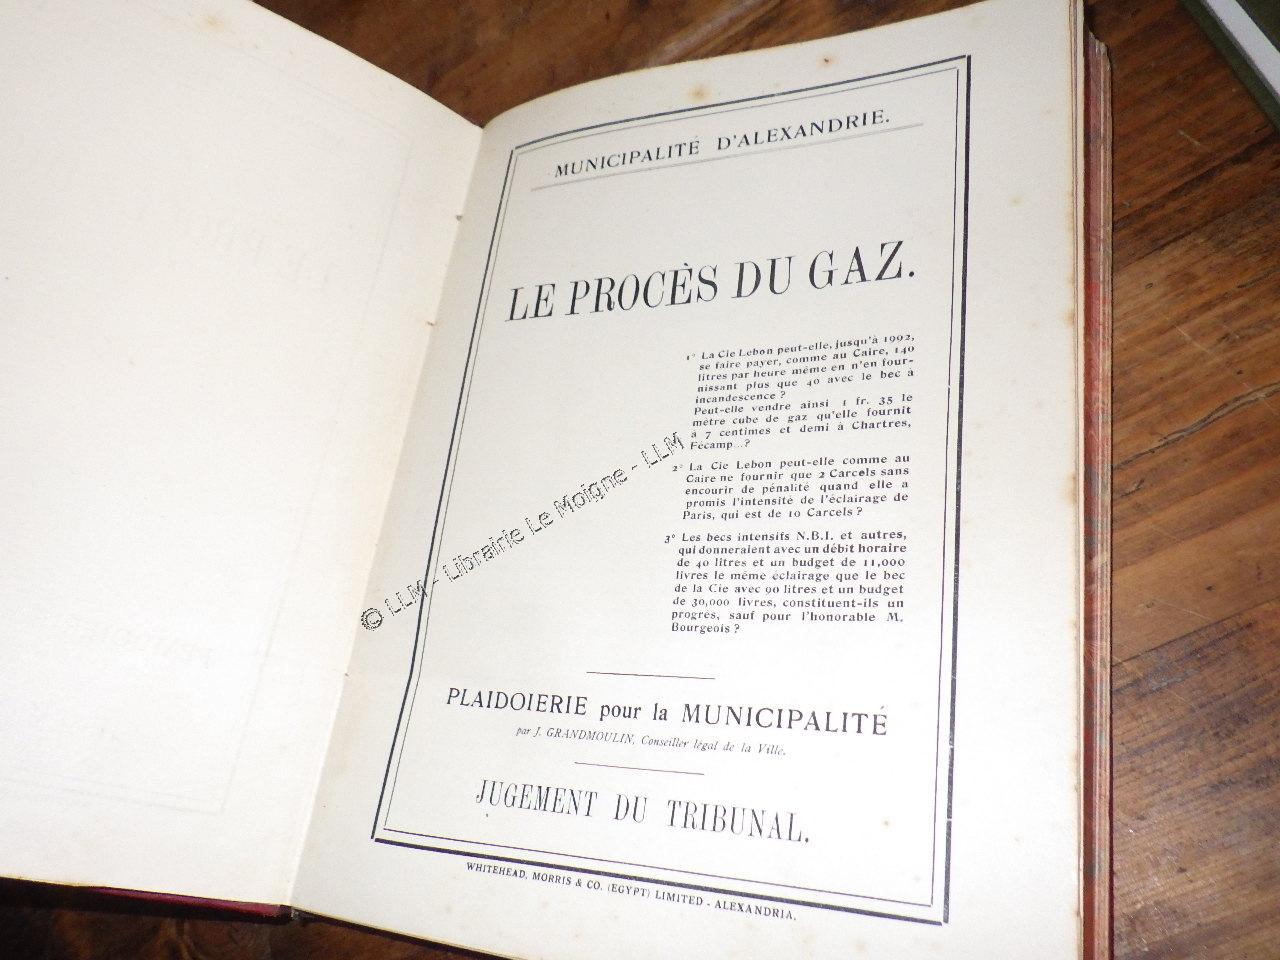 MUNICIPALITÉ D'ALEXANDRIE.
LE PROCÈS DU GAZ.
1° La Cie Lebon peut-elle, jusqu'à 1992,
se faire payer, comme au Caire, 140
litres par heure même en n'en four-
nissant plus que 40 avec le bec à
incandescence ?
Peut-elle vendre ainsi 1 fr. 35 le
mètre cube de gaz qu'elle fournit
à 7 centimes et demi à Chartres,
Fécamp...?
2° La Cie Lebon peut-elle comme au
Caire ne fournir que 2 Carcels sans
encourir de pénalité quand elle a
promis l'intensité de l'éclairage de
Paris, qui est de 10 Carcels ?
3° Les becs intensifs N.B.I. et autres,
qui donneraient avec un débit horaire
de 40 litres et un budget de 11,000
livres le même éclairage que le bec
de la Cie avec 90 litres et un budget
de 30,000 livres, constituent-ils un
progrès, sauf pour l'honorable M.
Bourgeois ?
PLAIDOIERIE pour la MUNICIPALITÉ
par J. GRANDMOULIN, Conseiller légal de la Ville.
JUGEMENT DU TRIBUNAL.
WHITEHEAD, MORRIS & CO. (EGYPT) LIMITED - ALEXANDRIA.
© LLM - Librairie Le Moigne - LLM